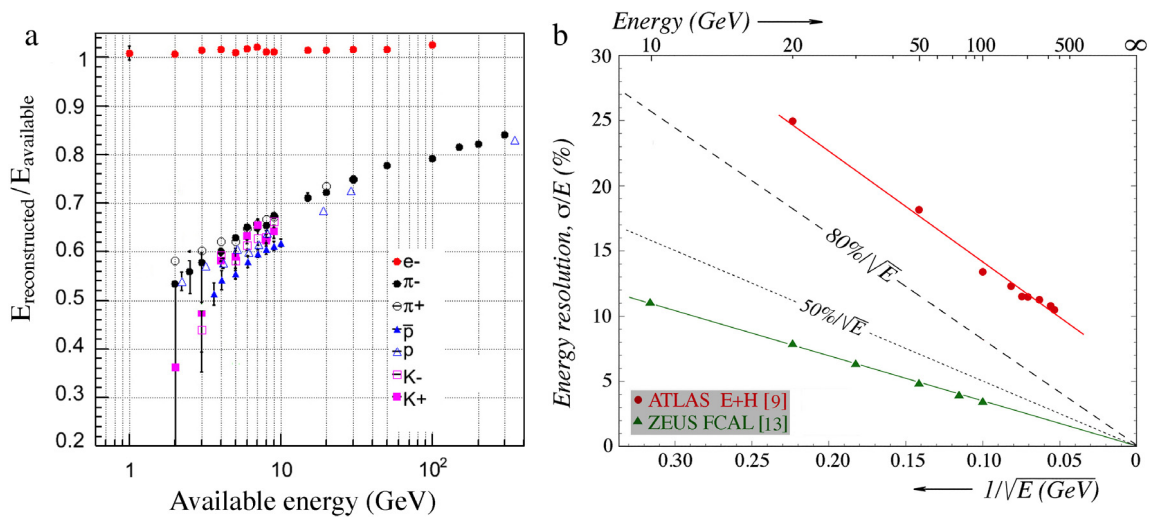 a
E reconstructed / E available
1
0.9
0.8
0.7
0.6
0.5
0.4
0.3
0.2
e-
π-
π+
p̅
p
K-
K+
1
10
10²
Available energy (GeV)
b
Energy (GeV) →
10
20
50
100
500
∞
Energy resolution, σ/E (%)
30
25
20
15
10
5
0
80%/√E
50%/√E
ATLAS E+H [9]
ZEUS FCAL [13]
0.30
0.25
0.20
0.15
0.10
0.05
0
← 1/√E (GeV)